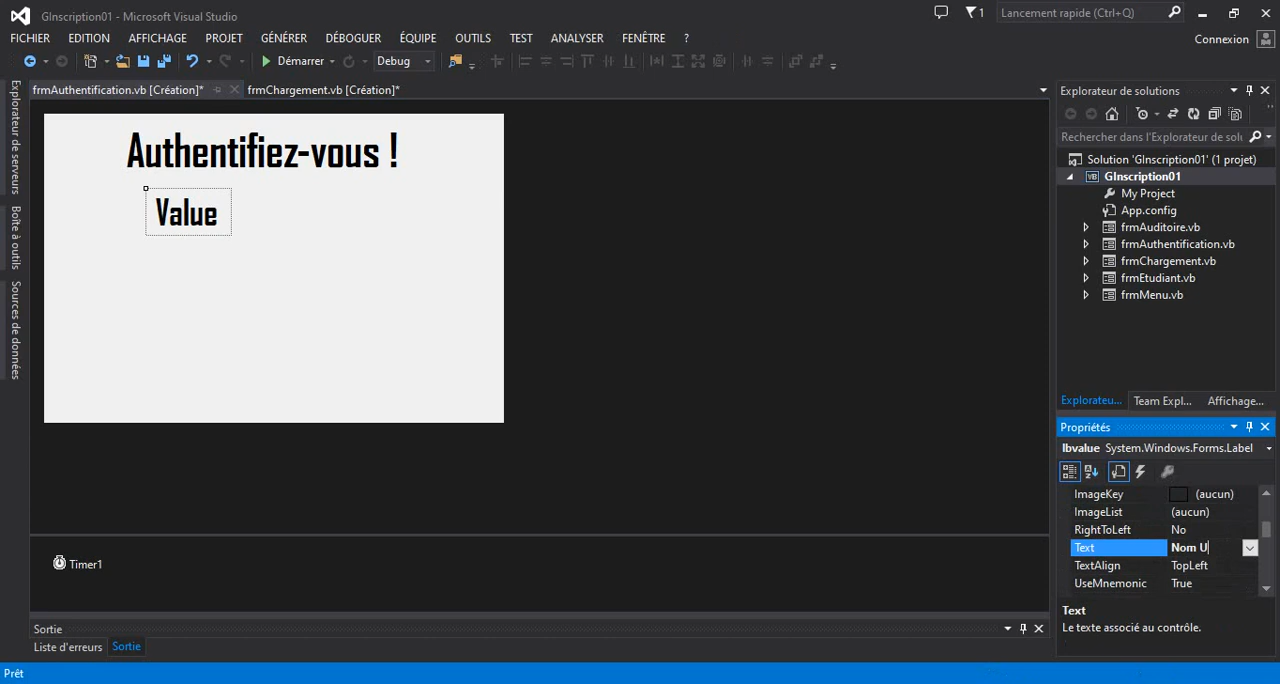 GInscription01 - Microsoft Visual Studio
1
Lancement rapide (Ctrl+Q)
FICHIER EDITION AFFICHAGE PROJET GÉNÉRER DÉBOGUER ÉQUIPE OUTILS TEST ANALYSER FENÊTRE ?
Connexion
Démarrer
Debug
frmAuthentification.vb [Création]*
frmChargement.vb [Création]*
Explorateur de serveurs
Boîte à outils
Sources de données
Authentifiez-vous !
Value
Timer1
Sortie
Liste d'erreurs
Sortie
Prêt
Explorateur de solutions
Rechercher dans l'Explorateur de solu
Solution 'GInscription01' (1 projet)
VB GInscription01
My Project
App.config
frmAuditoire.vb
frmAuthentification.vb
frmChargement.vb
frmEtudiant.vb
frmMenu.vb
Explorateu... Team Expl... Affichage...
Propriétés
lbvalue System.Windows.Forms.Label
ImageKey (aucun)
ImageList (aucun)
RightToLeft No
Text Nom U
TextAlign TopLeft
UseMnemonic True
Text
Le texte associé au contrôle.